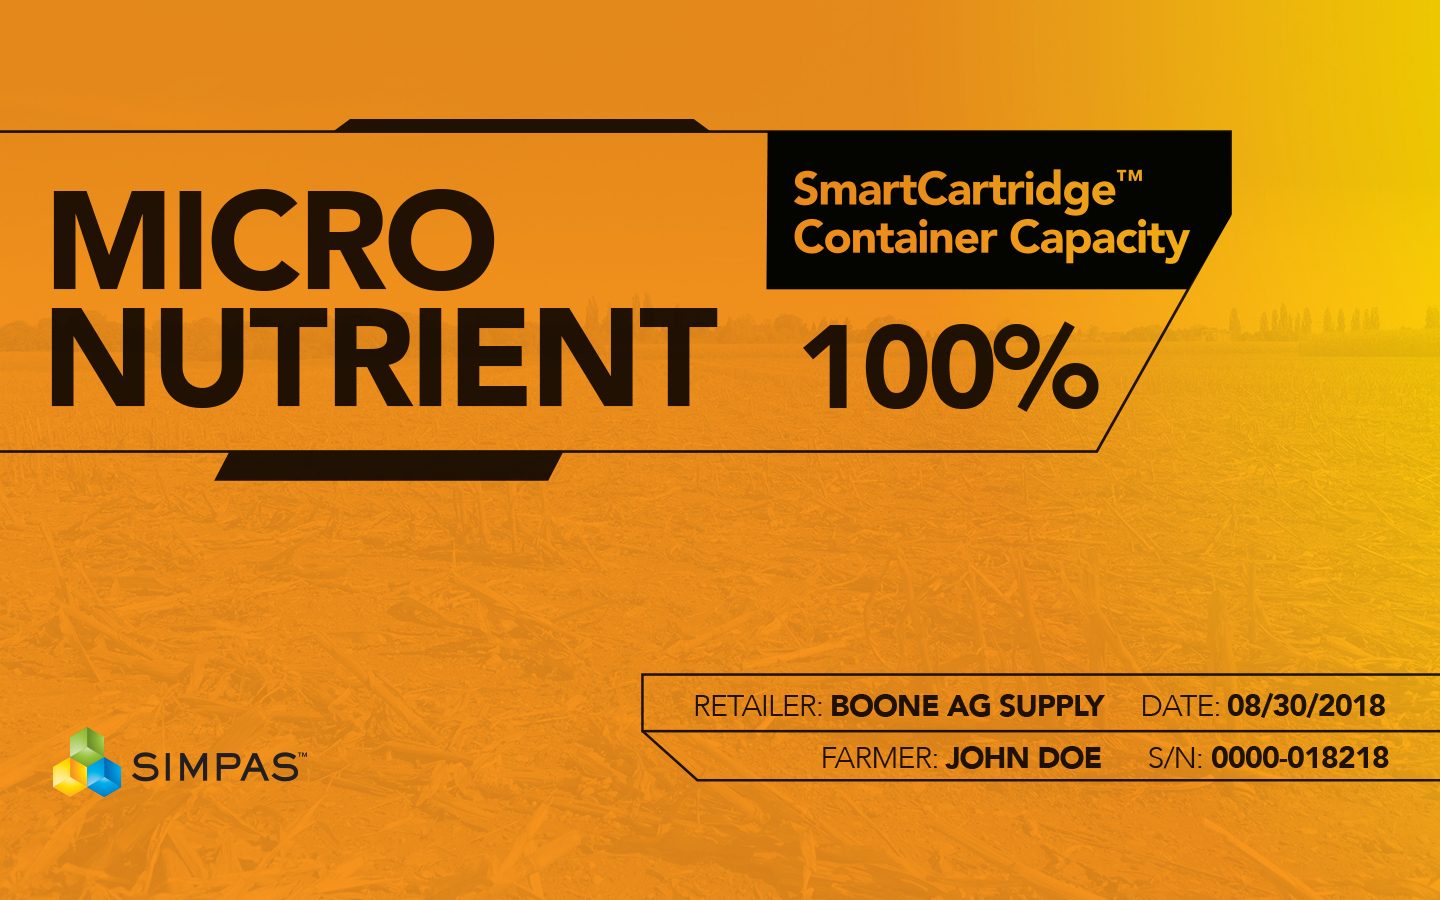 MICRO
NUTRIENT
SmartCartridge™
Container Capacity
100%
RETAILER: BOONE AG SUPPLY DATE: 08/30/2018
FARMER: JOHN DOE S/N: 0000-018218
SIMPAS™